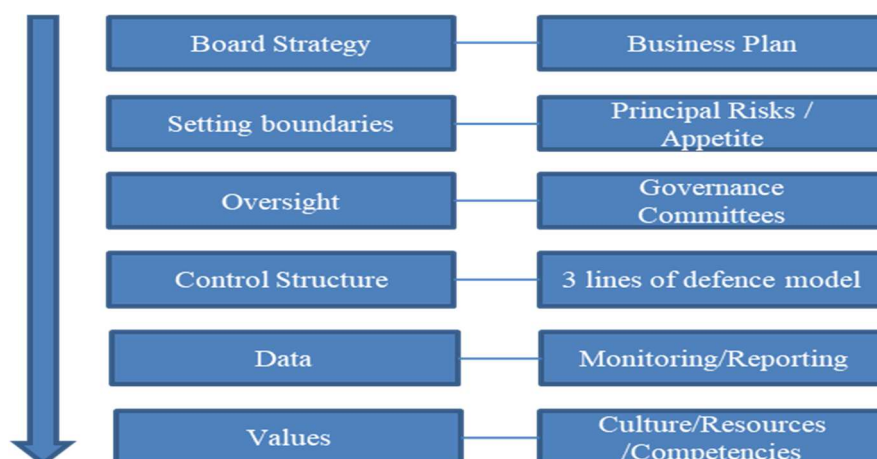 Board Strategy
Business Plan
Setting boundaries
Principal Risks /
Appetite
Oversight
Governance
Committees
Control Structure
3 lines of defence model
Data
Monitoring/Reporting
Values
Culture/Resources
/Competencies